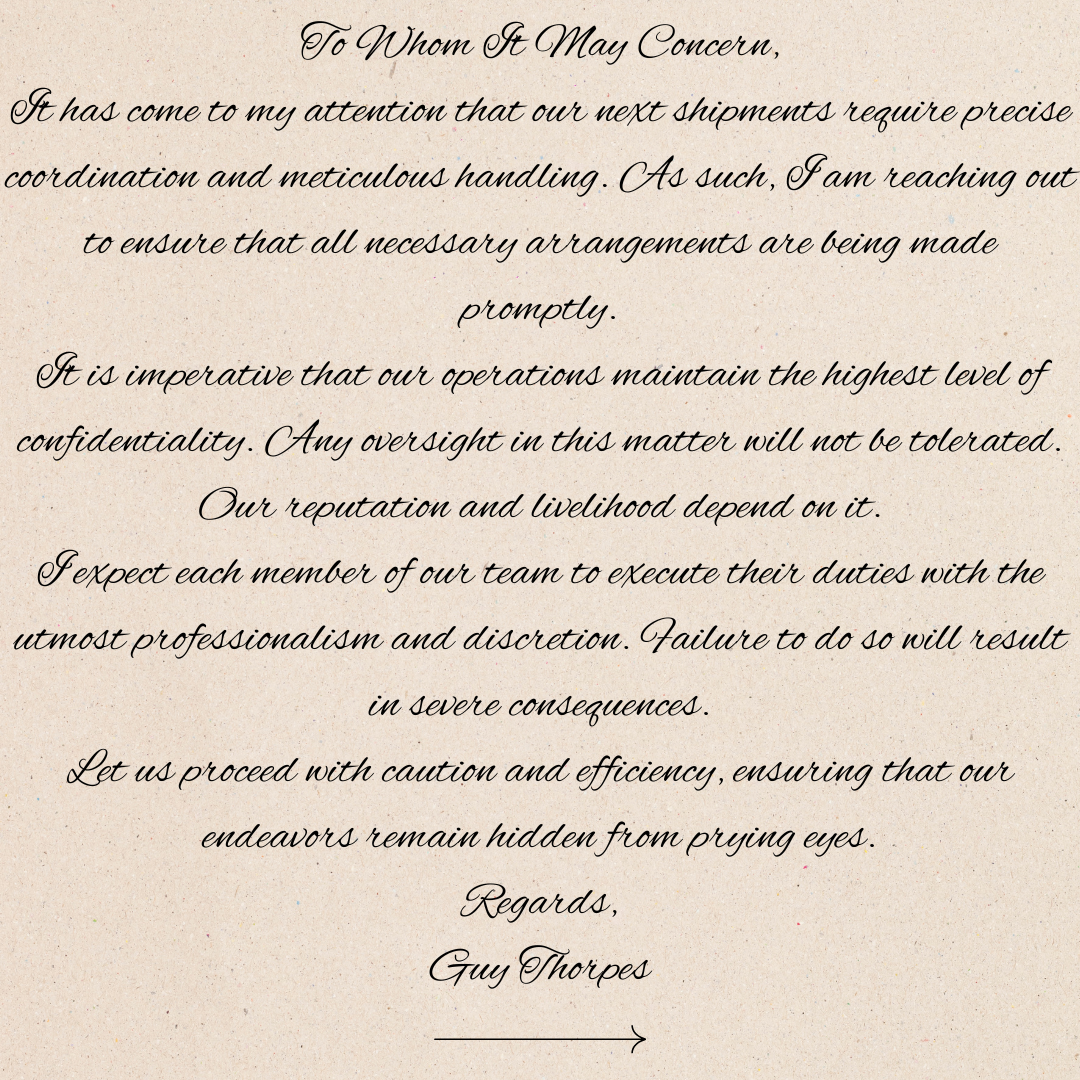 To Whom It May Concern,
It has come to my attention that our next shipments require precise
coordination and meticulous handling. As such, I am reaching out
to ensure that all necessary arrangements are being made
promptly.
It is imperative that our operations maintain the highest level of
confidentiality. Any oversight in this matter will not be tolerated.
Our reputation and livelihood depend on it.
I expect each member of our team to execute their duties with the
utmost professionalism and discretion. Failure to do so will result
in severe consequences.
Let us proceed with caution and efficiency, ensuring that our
endeavors remain hidden from prying eyes.
Regards,
Guy Thorpes